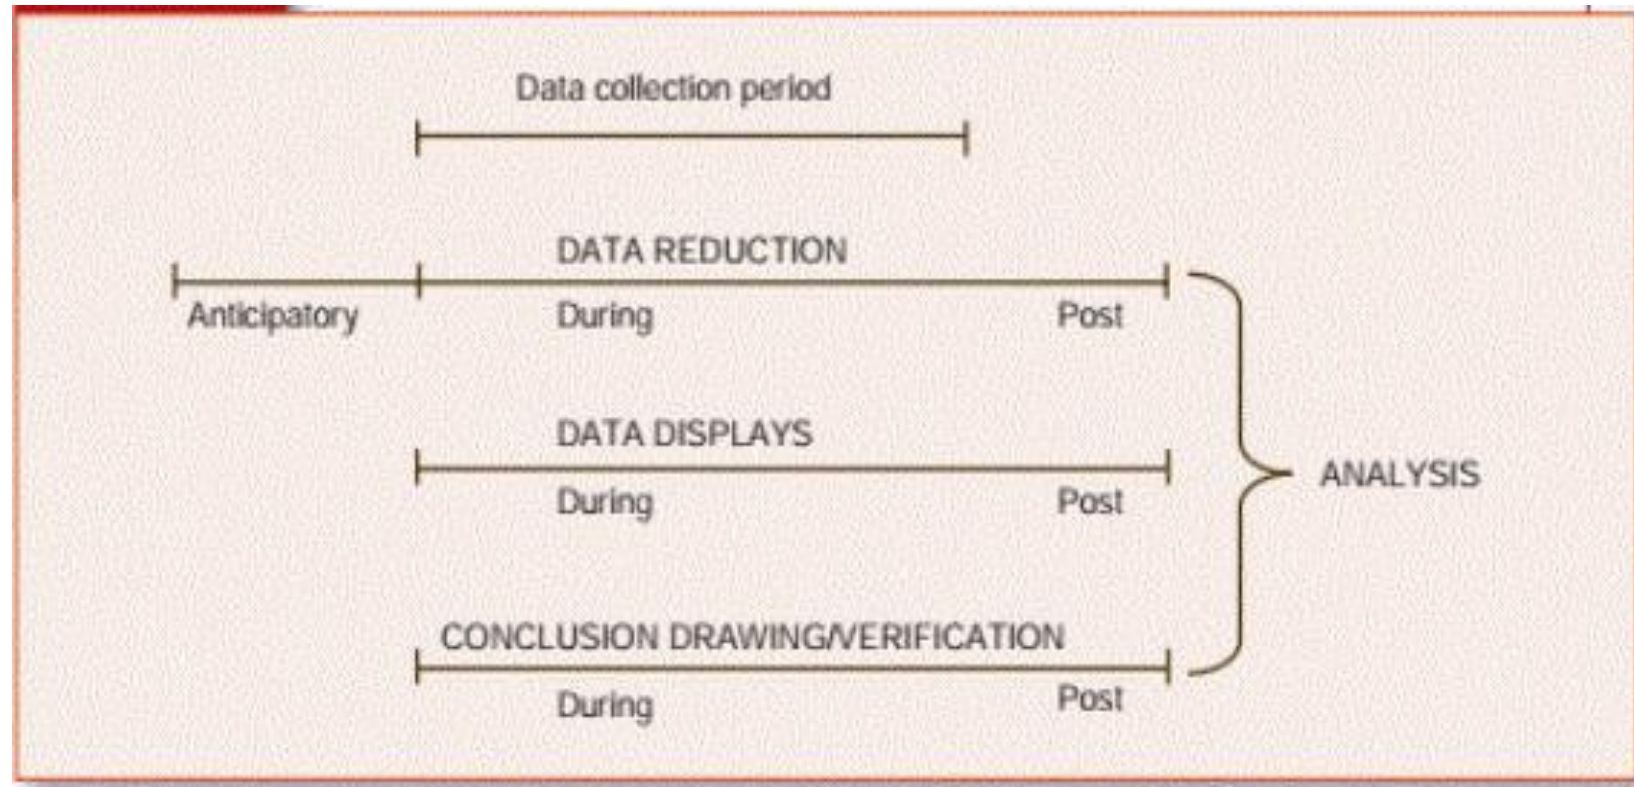 Data collection period
DATA REDUCTION
Anticipatory During Post
DATA DISPLAYS
During Post
ANALYSIS
CONCLUSION DRAWING/VERIFICATION
During Post